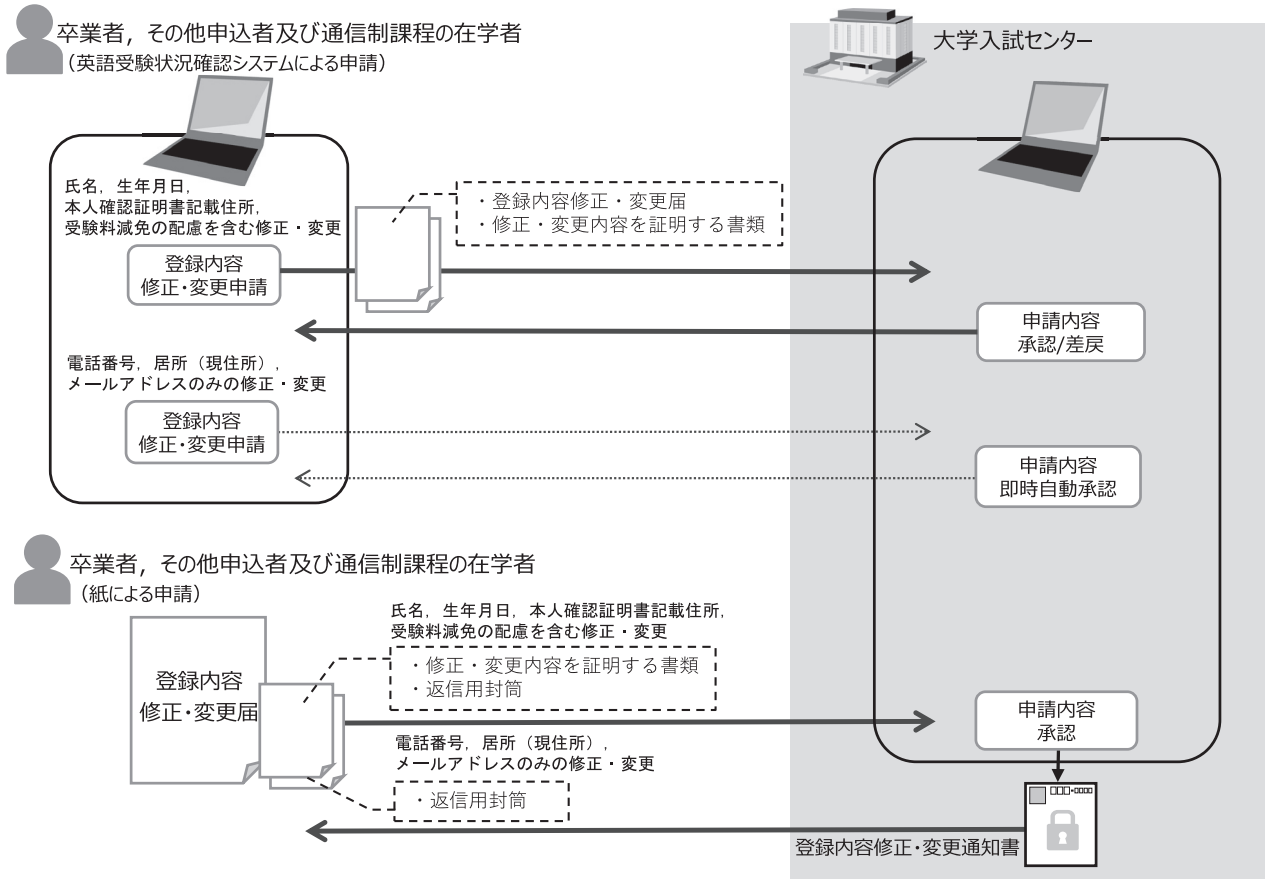 卒業者，その他申込者及び通信制課程の在学者
（英語受験状況確認システムによる申請）
大学入試センター
氏名，生年月日，
本人確認証明書記載住所，
受験料減免の配慮を含む修正・変更
・登録内容修正・変更届
・修正・変更内容を証明する書類
登録内容
修正・変更申請
申請内容
承認/差戻
電話番号，居所（現住所），
メールアドレスのみの修正・変更
登録内容
修正・変更申請
申請内容
即時自動承認
卒業者，その他申込者及び通信制課程の在学者
（紙による申請）
氏名，生年月日，本人確認証明書記載住所，
受験料減免の配慮を含む修正・変更
・修正・変更内容を証明する書類
・返信用封筒
登録内容
修正・変更届
申請内容
承認
電話番号，居所（現住所），
メールアドレスのみの修正・変更
・返信用封筒
登録内容修正・変更通知書